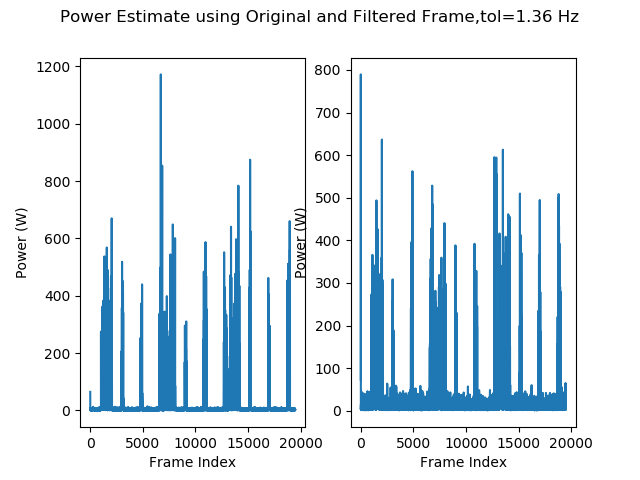 Power Estimate using Original and Filtered Frame,tol=1.36 Hz
1200
1000
800
600
400
200
0
Power (W)
0 5000 10000 15000 20000
Frame Index
800
700
600
500
400
300
200
100
0
Power (W)
0 5000 10000 15000 20000
Frame Index